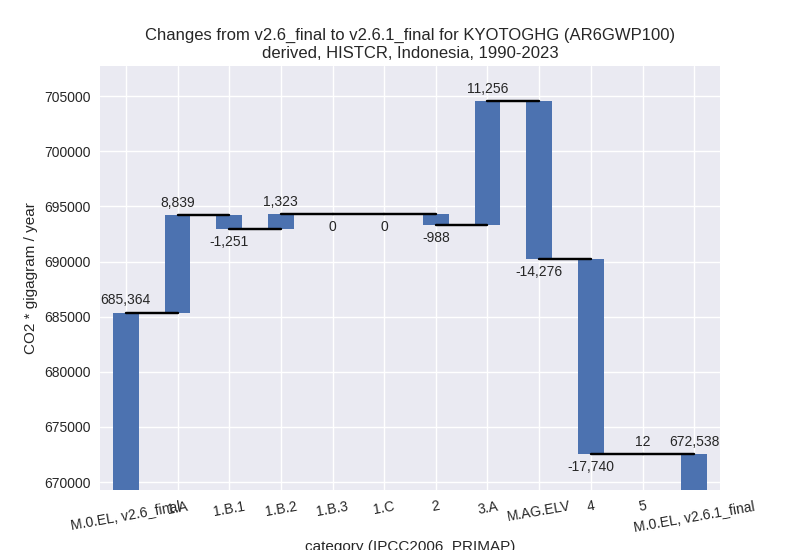 Changes from v2.6_final to v2.6.1_final for KYOTOGHG (AR6GWP100)
derived, HISTCR, Indonesia, 1990-2023
CO2 * gigagram / year
705000
700000
695000
690000
685000
680000
675000
670000
685,364
8,839
-1,251
1,323
0
0
-988
11,256
-14,276
-17,740
12
672,538
M.0.EL, v2.6_final
1.A
1.B.1
1.B.2
1.B.3
1.C
2
3.A
M.AG.ELV
4
5
M.0.EL, v2.6.1_final
category (IPCC2006_PRIMAP)